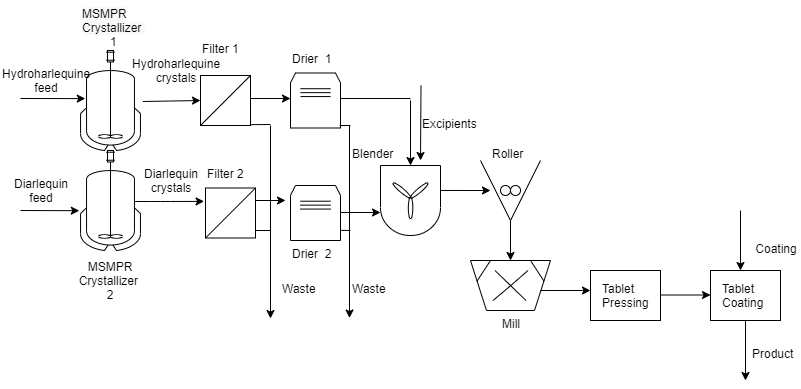 MSMPR
Crystallizer
1
Hydroharlequine
feed
Hydroharlequine
crystals
Filter 1
Drier 1
Excipients
Blender
Roller
Diarlequin
feed
Diarlequin
crystals
Filter 2
Drier 2
MSMPR
Crystallizer
2
Waste
Waste
Mill
Tablet
Pressing
Tablet
Coating
Coating
Product